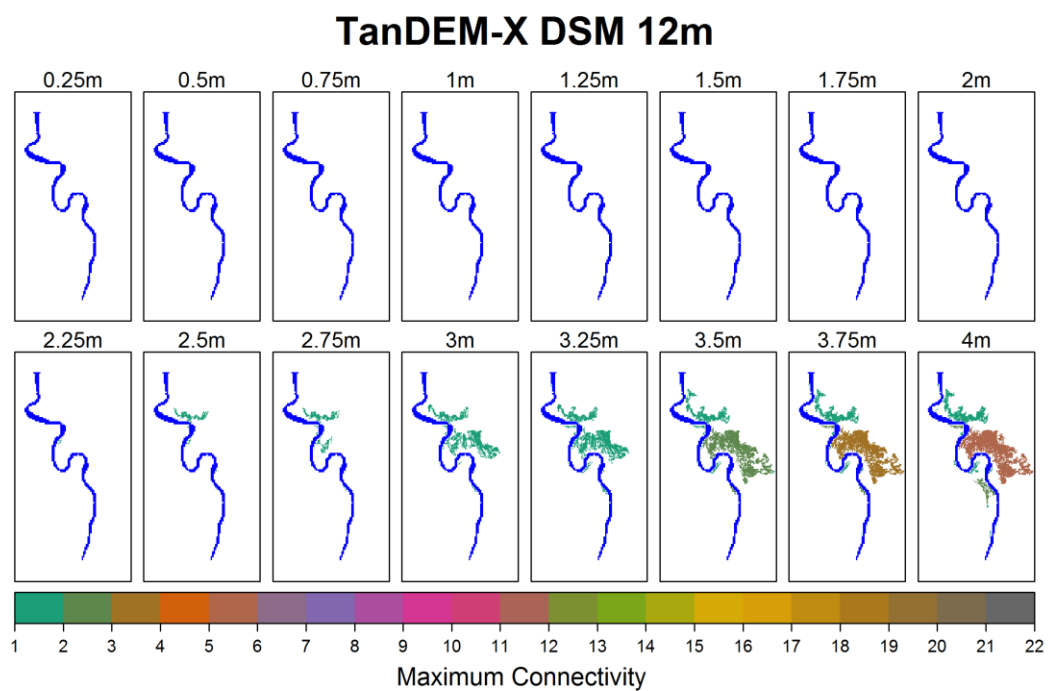 TanDEM-X DSM 12m
0.25m 0.5m 0.75m 1m 1.25m 1.5m 1.75m 2m
2.25m 2.5m 2.75m 3m 3.25m 3.5m 3.75m 4m
1 2 3 4 5 6 7 8 9 10 11 12 13 14 15 16 17 18 19 20 21 22
Maximum Connectivity